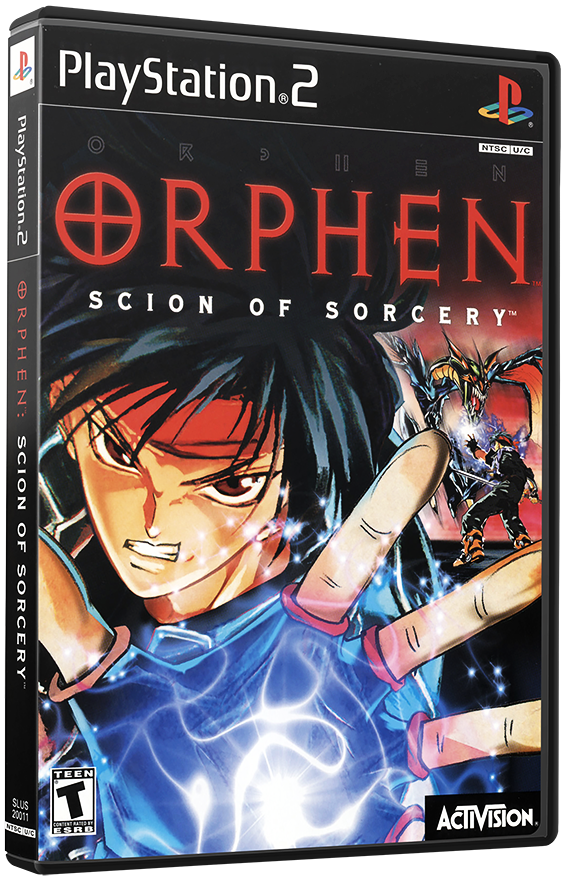 PlayStation®2
NTSC U/C
ORPHEN
ORPHEN™
SCION OF SORCERY™
TEEN
T
CONTENT RATED BY
ESRB
ACTIVISION
PlayStation®2
ORPHEN: SCION OF SORCERY™
SLUS
20011
NTSC U/C